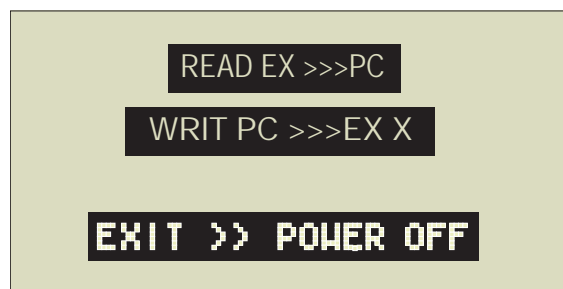 READ EX >>>PC
WRIT PC >>>EX X
EXIT >> POWER OFF